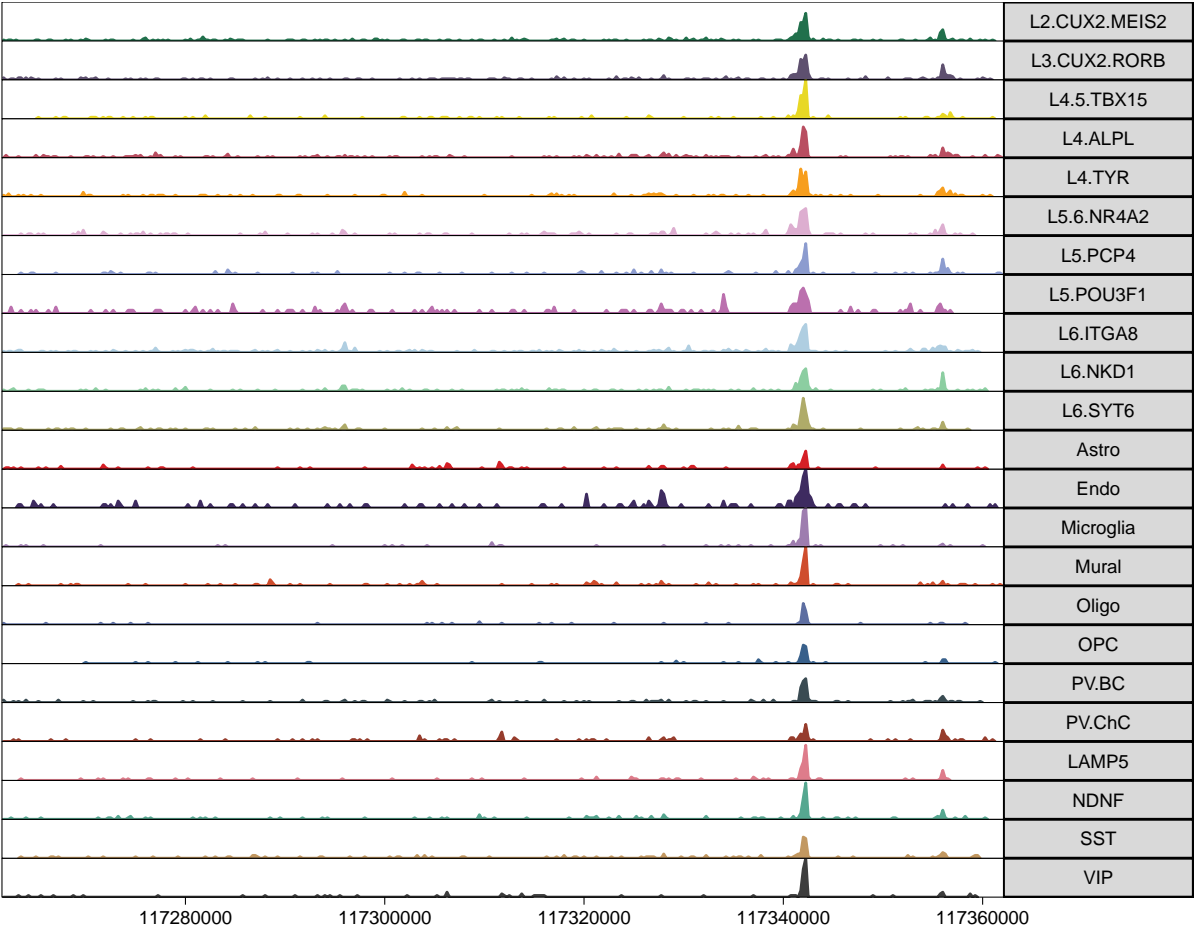 L2.CUX2.MEIS2
L3.CUX2.RORB
L4.5.TBX15
L4.ALPL
L4.TYR
L5.6.NR4A2
L5.PCP4
L5.POU3F1
L6.ITGA8
L6.NKD1
L6.SYT6
Astro
Endo
Microglia
Mural
Oligo
OPC
PV.BC
PV.ChC
LAMP5
NDNF
SST
VIP
117280000 117300000 117320000 117340000 117360000